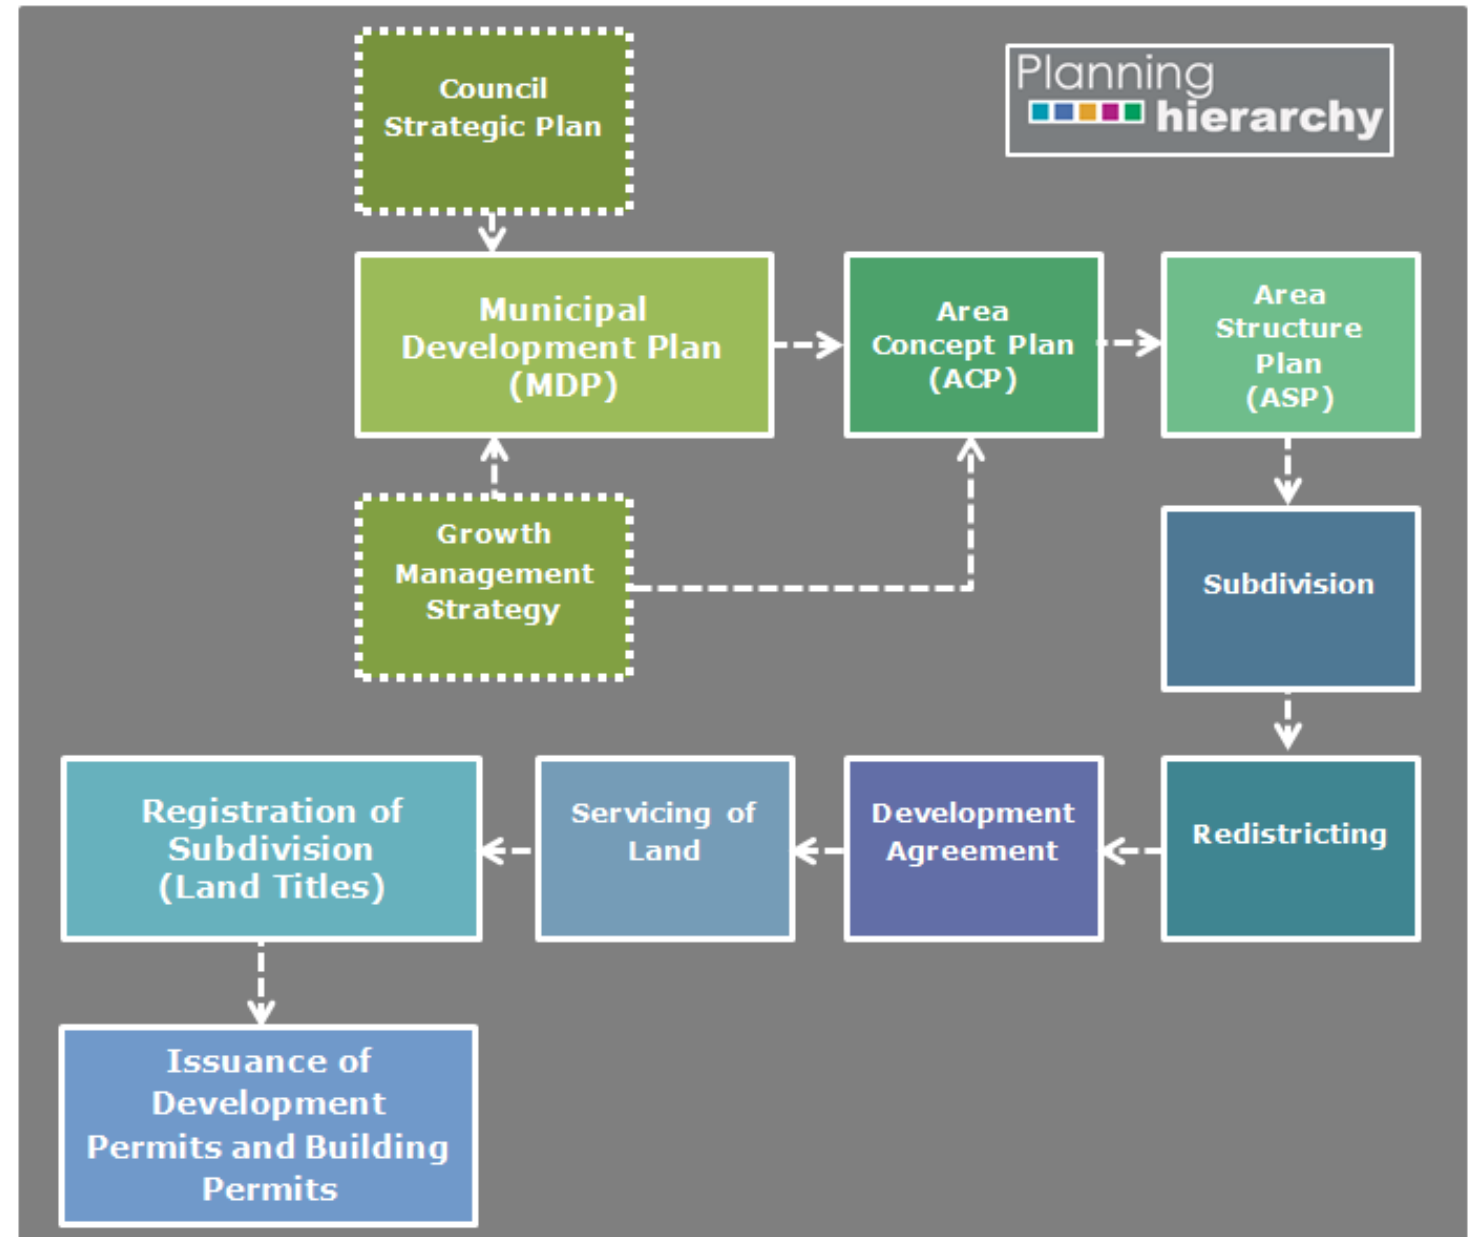 Council
Strategic Plan
Planning
hierarchy
Municipal
Development Plan
(MDP)
Area
Concept Plan
(ACP)
Area
Structure
Plan
(ASP)
Growth
Management
Strategy
Subdivision
Registration of
Subdivision
(Land Titles)
Servicing of
Land
Development
Agreement
Redistricting
Issuance of
Development
Permits and Building
Permits